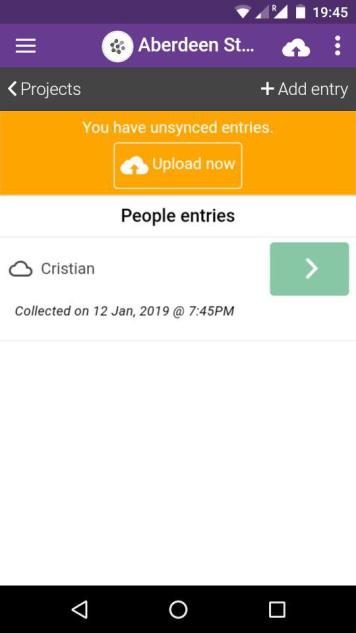 R 19:45
Aberdeen St...
Projects
Add entry
You have unsynced entries.
Upload now
People entries
Cristian
Collected on 12 Jan, 2019 @ 7:45PM